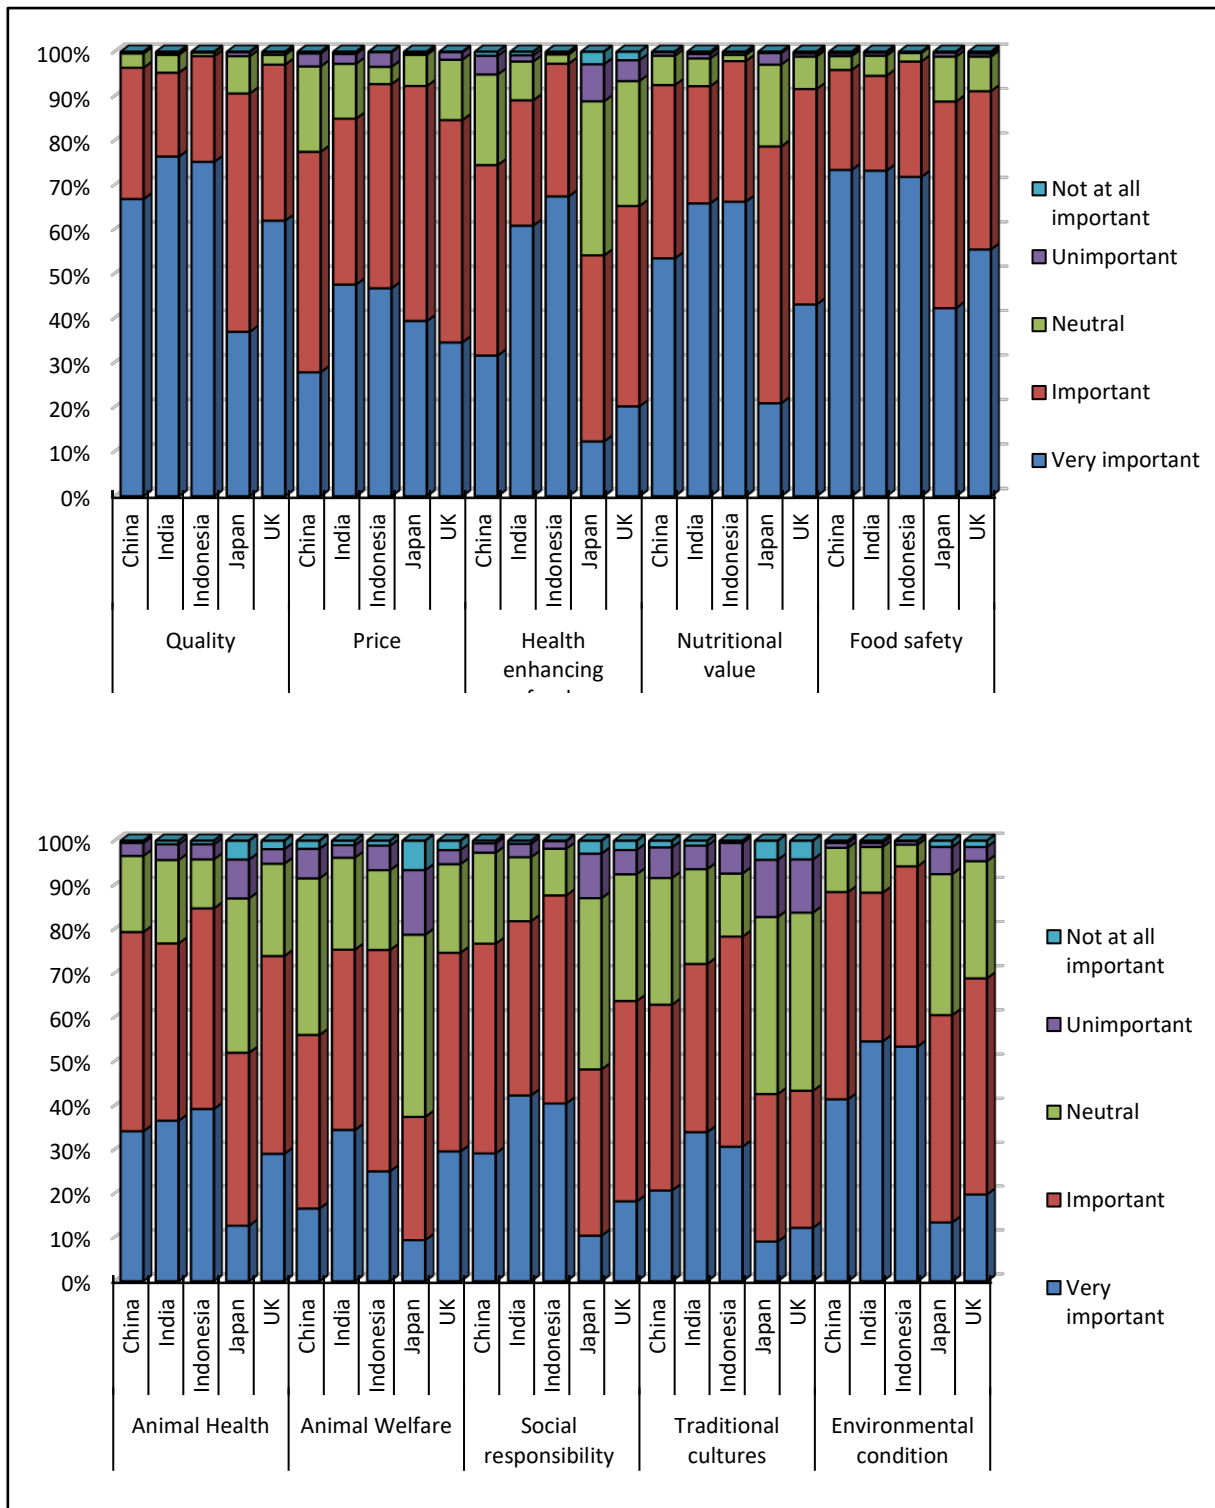 100%
90%
80%
70%
60%
50%
40%
30%
20%
10%
0%
China
India
Indonesia
Japan
UK
China
India
Indonesia
Japan
UK
China
India
Indonesia
Japan
UK
China
India
Indonesia
Japan
UK
China
India
Indonesia
Japan
UK
Quality
Price
Health
enhancing
Nutritional
value
Food safety
Not at all
important
Unimportant
Neutral
Important
Very important
100%
90%
80%
70%
60%
50%
40%
30%
20%
10%
0%
China
India
Indonesia
Japan
UK
China
India
Indonesia
Japan
UK
China
India
Indonesia
Japan
UK
China
India
Indonesia
Japan
UK
China
India
Indonesia
Japan
UK
Animal Health
Animal Welfare
Social
responsibility
Traditional
cultures
Environmental
condition
Not at all
important
Unimportant
Neutral
Important
Very
important